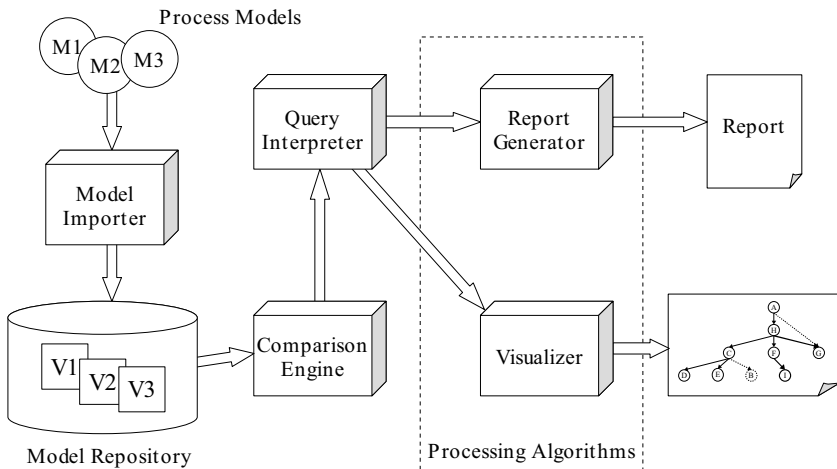 Process Models
M1
M2
M3
Model
Importer
V1
V2
V3
Model Repository
Comparison
Engine
Query
Interpreter
Report
Generator
Visualizer
Processing Algorithms
Report
A
H
C
F
G
D
E
B
I